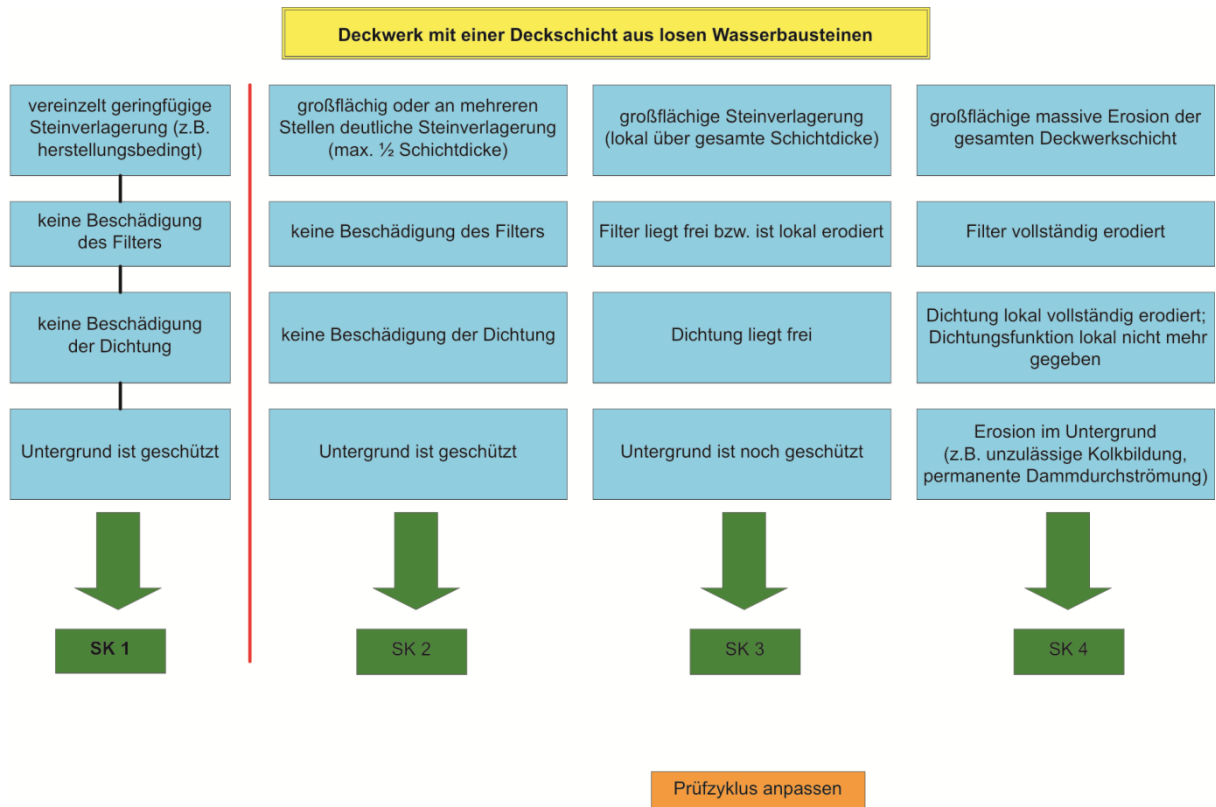 Deckwerk mit einer Deckschicht aus losen Wasserbausteinen
vereinzelt geringfügige
Steinverlagerung (z.B.
herstellungsbedingt)
großflächig oder an mehreren
Stellen deutliche Steinverlagerung
(max. ½ Schichtdicke)
großflächige Steinverlagerung
(lokal über gesamte Schichtdicke)
großflächige massive Erosion der
gesamten Deckwerkschicht
keine Beschädigung
des Filters
keine Beschädigung des Filters
Filter liegt frei bzw. ist lokal erodiert
Filter vollständig erodiert
keine Beschädigung
der Dichtung
keine Beschädigung der Dichtung
Dichtung liegt frei
Dichtung lokal vollständig erodiert;
Dichtungsfunktion lokal nicht mehr
gegeben
Untergrund ist geschützt
Untergrund ist geschützt
Untergrund ist noch geschützt
Erosion im Untergrund
(z.B. unzulässige Kolkbildung,
permanente Dammdurchströmung)
SK 1
SK 2
SK 3
SK 4
Prüfzyklus anpassen